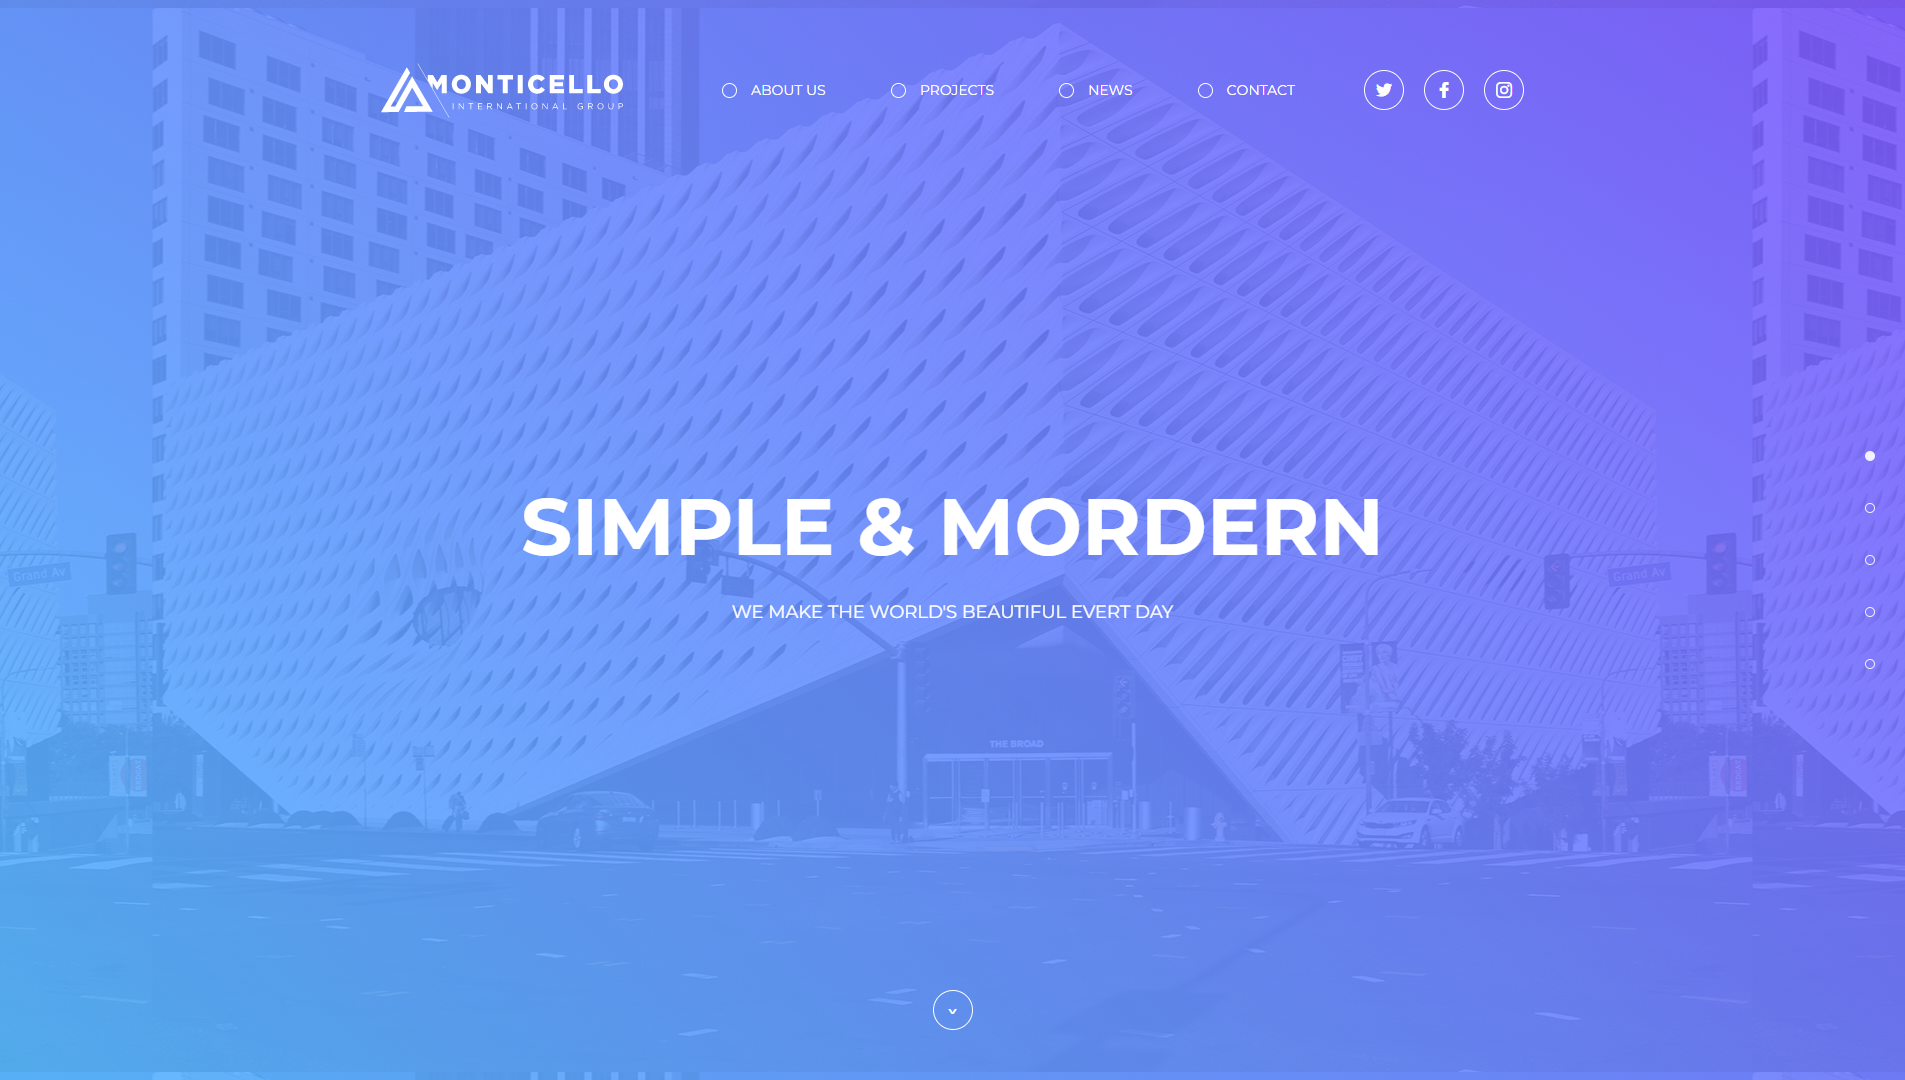 MONTICELLO
INTERNATIONAL GROUP
ABOUT US
PROJECTS
NEWS
CONTACT
SIMPLE & MORDERN
Grand Av
Grand Av
WE MAKE THE WORLD'S BEAUTIFUL EVERT DAY
THE BROAD